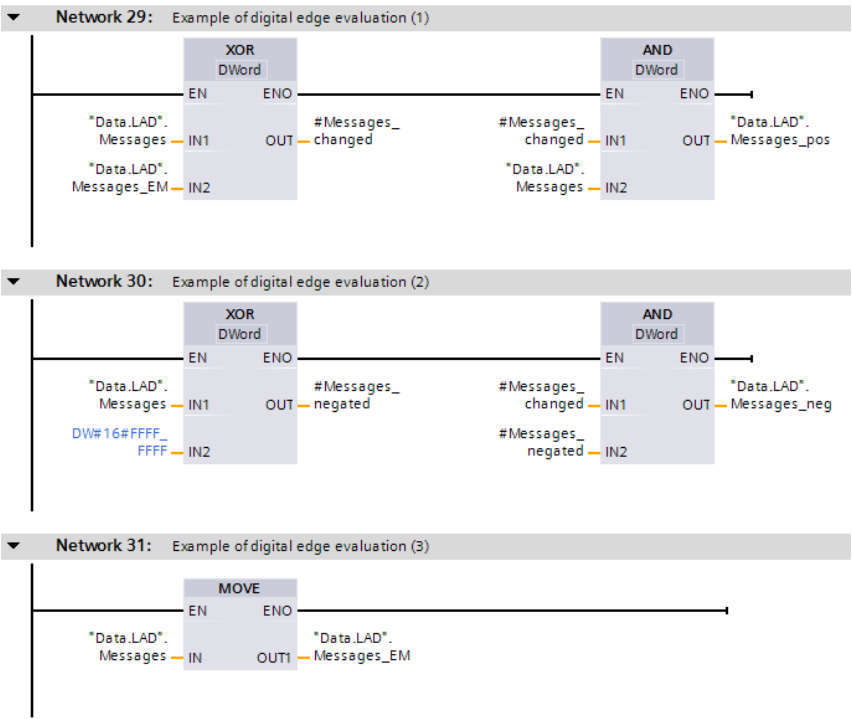 Network 29: Example of digital edge evaluation (1)
XOR AND
DWord DWord
EN ENO EN ENO
"Data.LAD". #Messages_ #Messages_ "Data.LAD".
Messages IN1 OUT changed changed IN1 OUT Messages_pos
"Data.LAD". "Data.LAD".
Messages_EM IN2 Messages IN2
Network 30: Example of digital edge evaluation (2)
XOR AND
DWord DWord
EN ENO EN ENO
"Data.LAD". #Messages_ #Messages_ "Data.LAD".
Messages IN1 OUT negated changed IN1 OUT Messages_neg
DW#16#FFFF_ #Messages_
FFFF IN2 negated IN2
Network 31: Example of digital edge evaluation (3)
MOVE
EN ENO
"Data.LAD". "Data.LAD".
Messages IN OUT1 Messages_EM